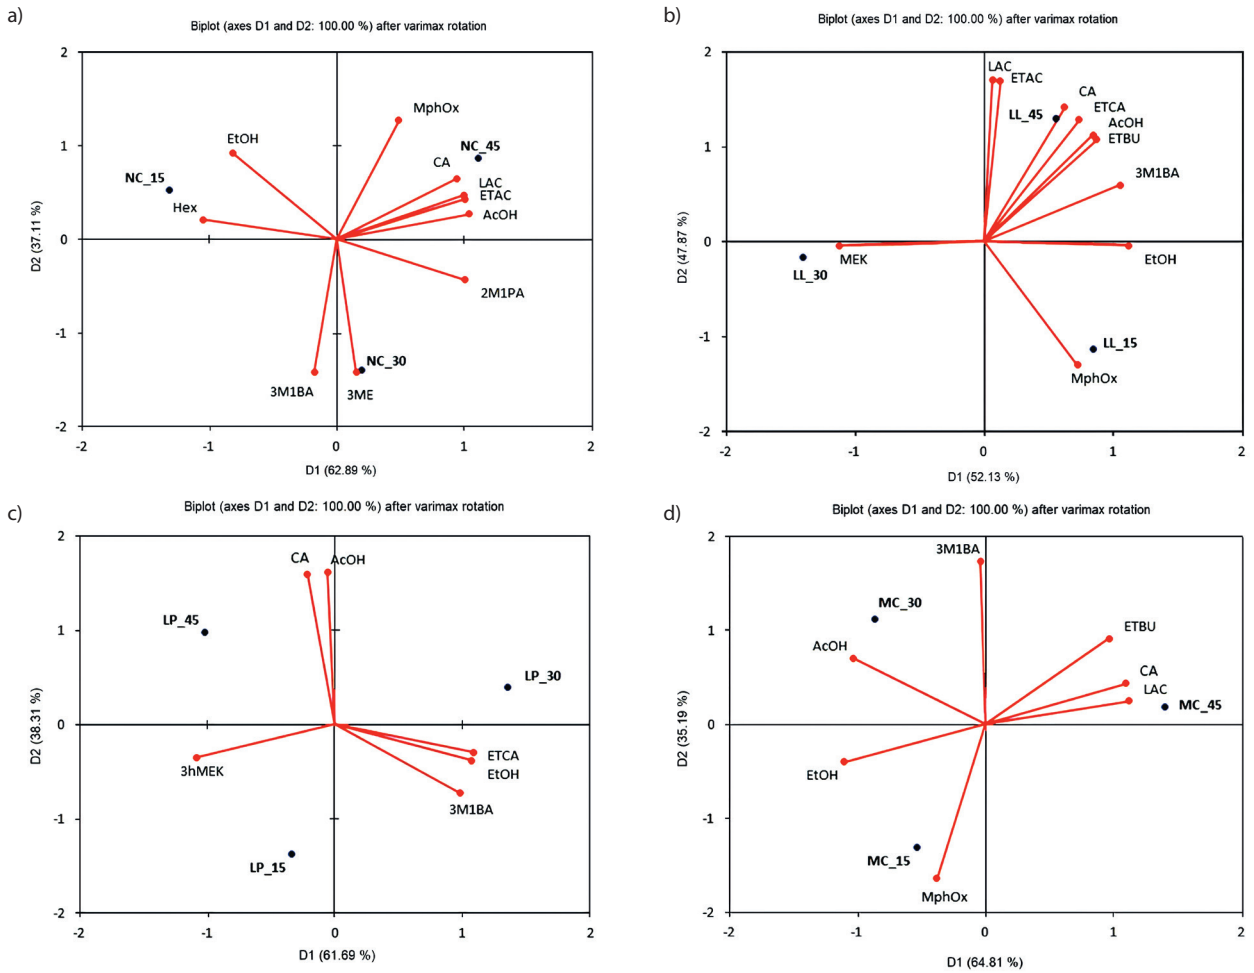 a)
Biplot (axes D1 and D2: 100.00 %) after varimax rotation
2
MphOx
EtOH
NC_45
1
CA
NC_15
LAC
ETAC
Hex
AcOH
0
D2 (37.11 %)
2M1PA
-1
NC_30
3M1BA
3ME
-2
-2
-1
0
1
2
D1 (62.89 %)
b)
Biplot (axes D1 and D2: 100.00 %) after varimax rotation
2
LAC
ETAC
CA
ETCA
LL_45
AcOH
ETBU
1
3M1BA
0
D2 (47.87 %)
MEK
EtOH
LL_30
-1
LL_15
MphOx
-2
-2
-1
0
1
2
D1 (52.13 %)
c)
Biplot (axes D1 and D2: 100.00 %) after varimax rotation
2
CA
AcOH
LP_45
1
LP_30
0
D2 (38.31 %)
ETCA
3hMEK
EtOH
3M1BA
-1
LP_15
-2
-2
-1
0
1
2
D1 (61.69 %)
d)
Biplot (axes D1 and D2: 100.00 %) after varimax rotation
2
3M1BA
MC_30
1
ETBU
AcOH
CA
LAC
MC_45
0
D2 (35.19 %)
EtOH
-1
MC_15
MphOx
-2
-2
-1
0
1
2
D1 (64.81 %)